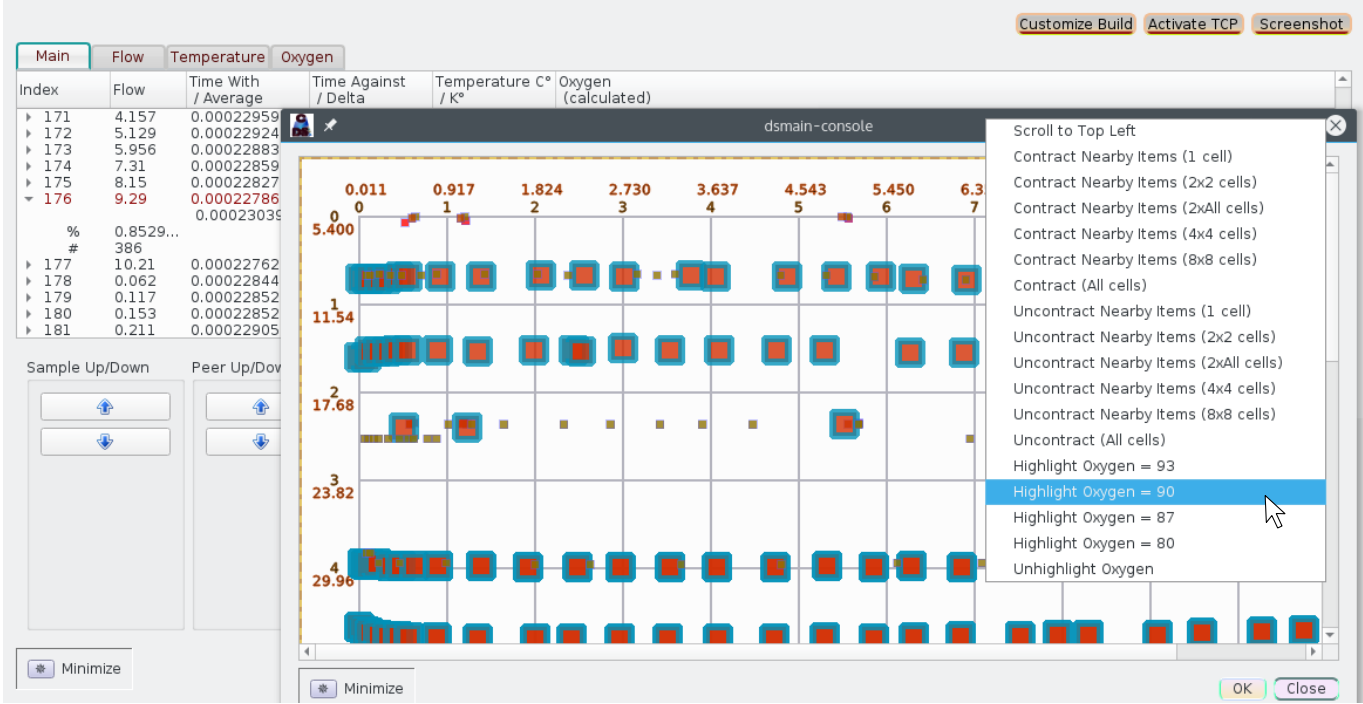 Customize Build Activate TCP Screenshot
Main Flow Temperature Oxygen
Index Flow Time With / Average Time Against / Delta Temperature C° / K° Oxygen (calculated)
171 4.157 0.00022959
172 5.129 0.00022924
173 5.956 0.00022883
174 7.31 0.00022859
175 8.15 0.00022827
176 9.29 0.00022786
0.00023039
% 0.8529...
# 386
177 10.21 0.00022762
178 0.062 0.00022844
179 0.117 0.00022852
180 0.153 0.00022852
181 0.211 0.00022905
Sample Up/Down Peer Up/Dow
Minimize
dsmain-console
0.011 0.917 1.824 2.730 3.637 4.543 5.450 6.3
0 1 2 3 4 5 6 7
0
5.400
1
11.54
2
17.68
3
23.82
4
29.96
Scroll to Top Left
Contract Nearby Items (1 cell)
Contract Nearby Items (2x2 cells)
Contract Nearby Items (2xAll cells)
Contract Nearby Items (4x4 cells)
Contract Nearby Items (8x8 cells)
Contract (All cells)
Uncontract Nearby Items (1 cell)
Uncontract Nearby Items (2x2 cells)
Uncontract Nearby Items (2xAll cells)
Uncontract Nearby Items (4x4 cells)
Uncontract Nearby Items (8x8 cells)
Uncontract (All cells)
Highlight Oxygen = 93
Highlight Oxygen = 90
Highlight Oxygen = 87
Highlight Oxygen = 80
Unhighlight Oxygen
Minimize
OK Close